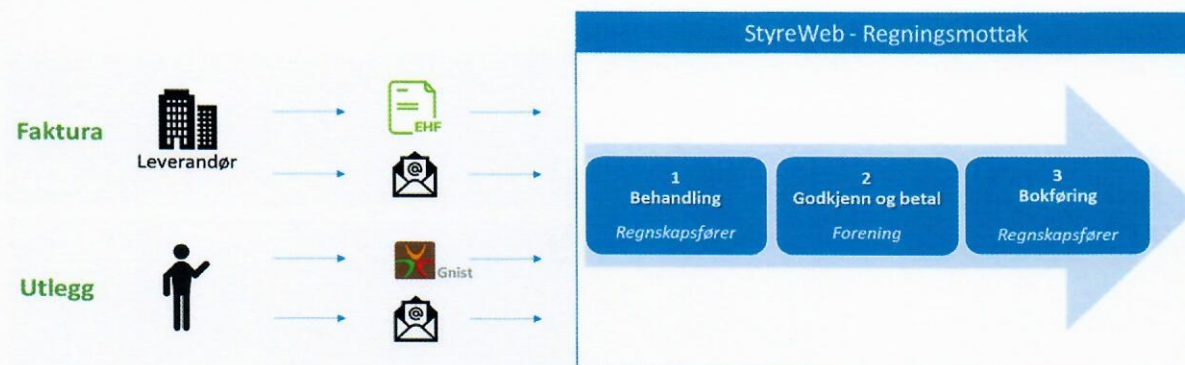 StyreWeb - Regningsmottak
Faktura
Leverandør
EHF
@
1
Behandling
Regnskapsfører
2
Godkjenn og betal
Forening
3
Bokføring
Regnskapsfører
Utlegg
Gnist
@